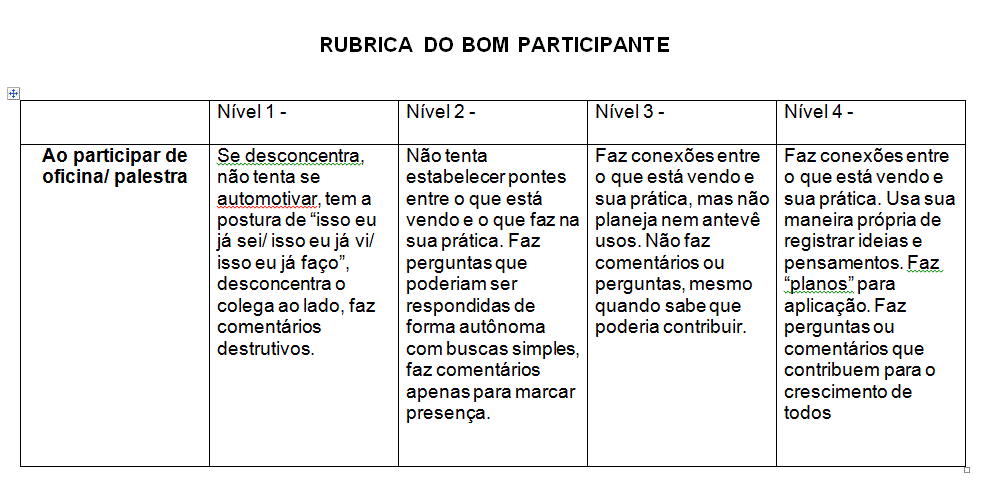 RUBRICA DO BOM PARTICIPANTE
Nível 1 -
Nível 2 -
Nível 3 -
Nível 4 -
Ao participar de
oficina/ palestra
Se desconcentra,
não tenta se
automotivar, tem a
postura de “isso eu
já sei/ isso eu já vi/
isso eu já faço”,
desconcentra o
colega ao lado, faz
comentários
destrutivos.
Não tenta
estabelecer pontes
entre o que está
vendo e o que faz na
sua prática. Faz
perguntas que
poderiam ser
respondidas de
forma autônoma
com buscas simples,
faz comentários
apenas para marcar
presença.
Faz conexões entre
o que está vendo e
sua prática, mas não
planeja nem antevê
usos. Não faz
comentários ou
perguntas, mesmo
quando sabe que
poderia contribuir.
Faz conexões entre
o que está vendo e
sua prática. Usa sua
maneira própria de
registrar ideias e
pensamentos. Faz
“planos” para
aplicação. Faz
perguntas ou
comentários que
contribuem para o
crescimento de
todos